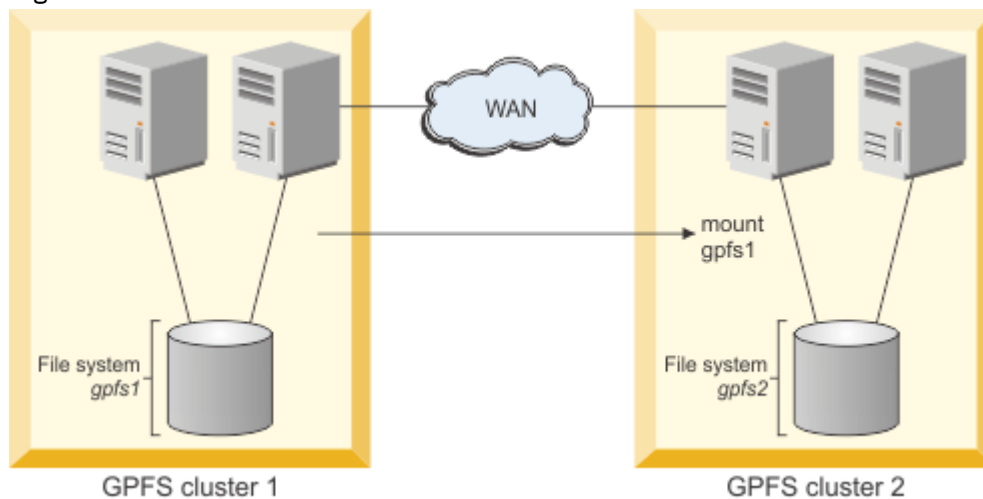 WAN
mount
gpfs1
File system
gpfs1
File system
gpfs2
GPFS cluster 1
GPFS cluster 2